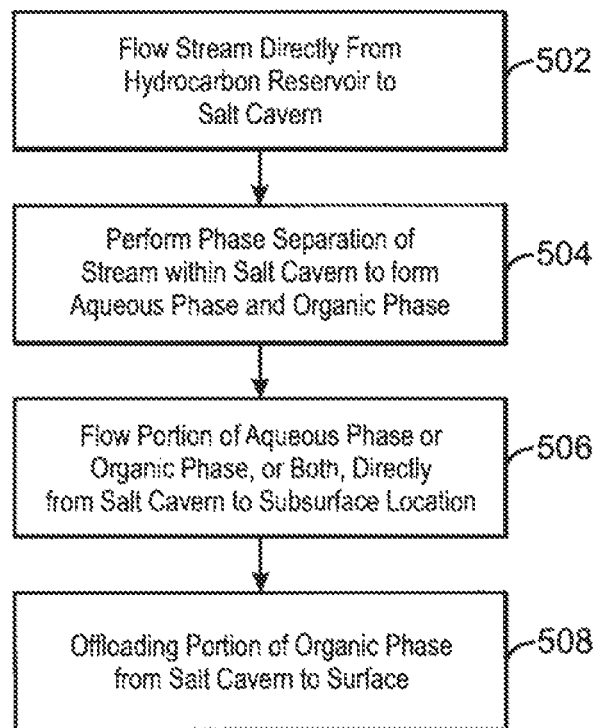 Flow Stream Directly From
Hydrocarbon Reservoir to
Salt Cavern
502
Perform Phase Separation of
Stream within Salt Cavern to form
Aqueous Phase and Organic Phase
504
Flow Portion of Aqueous Phase or
Organic Phase, or Both, Directly
from Salt Cavern to Subsurface Location
506
Offloading Portion of Organic Phase
from Salt Cavern to Surface
508